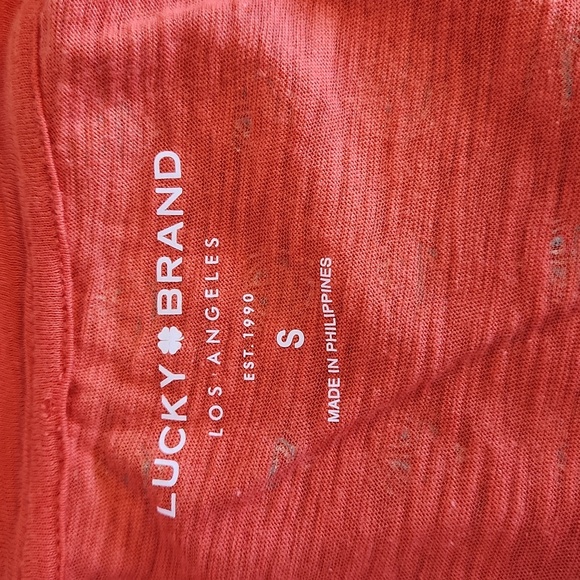 LUCKY BRAND
LOS ANGELES
EST. 1990
S
MADE IN PHILIPPINES